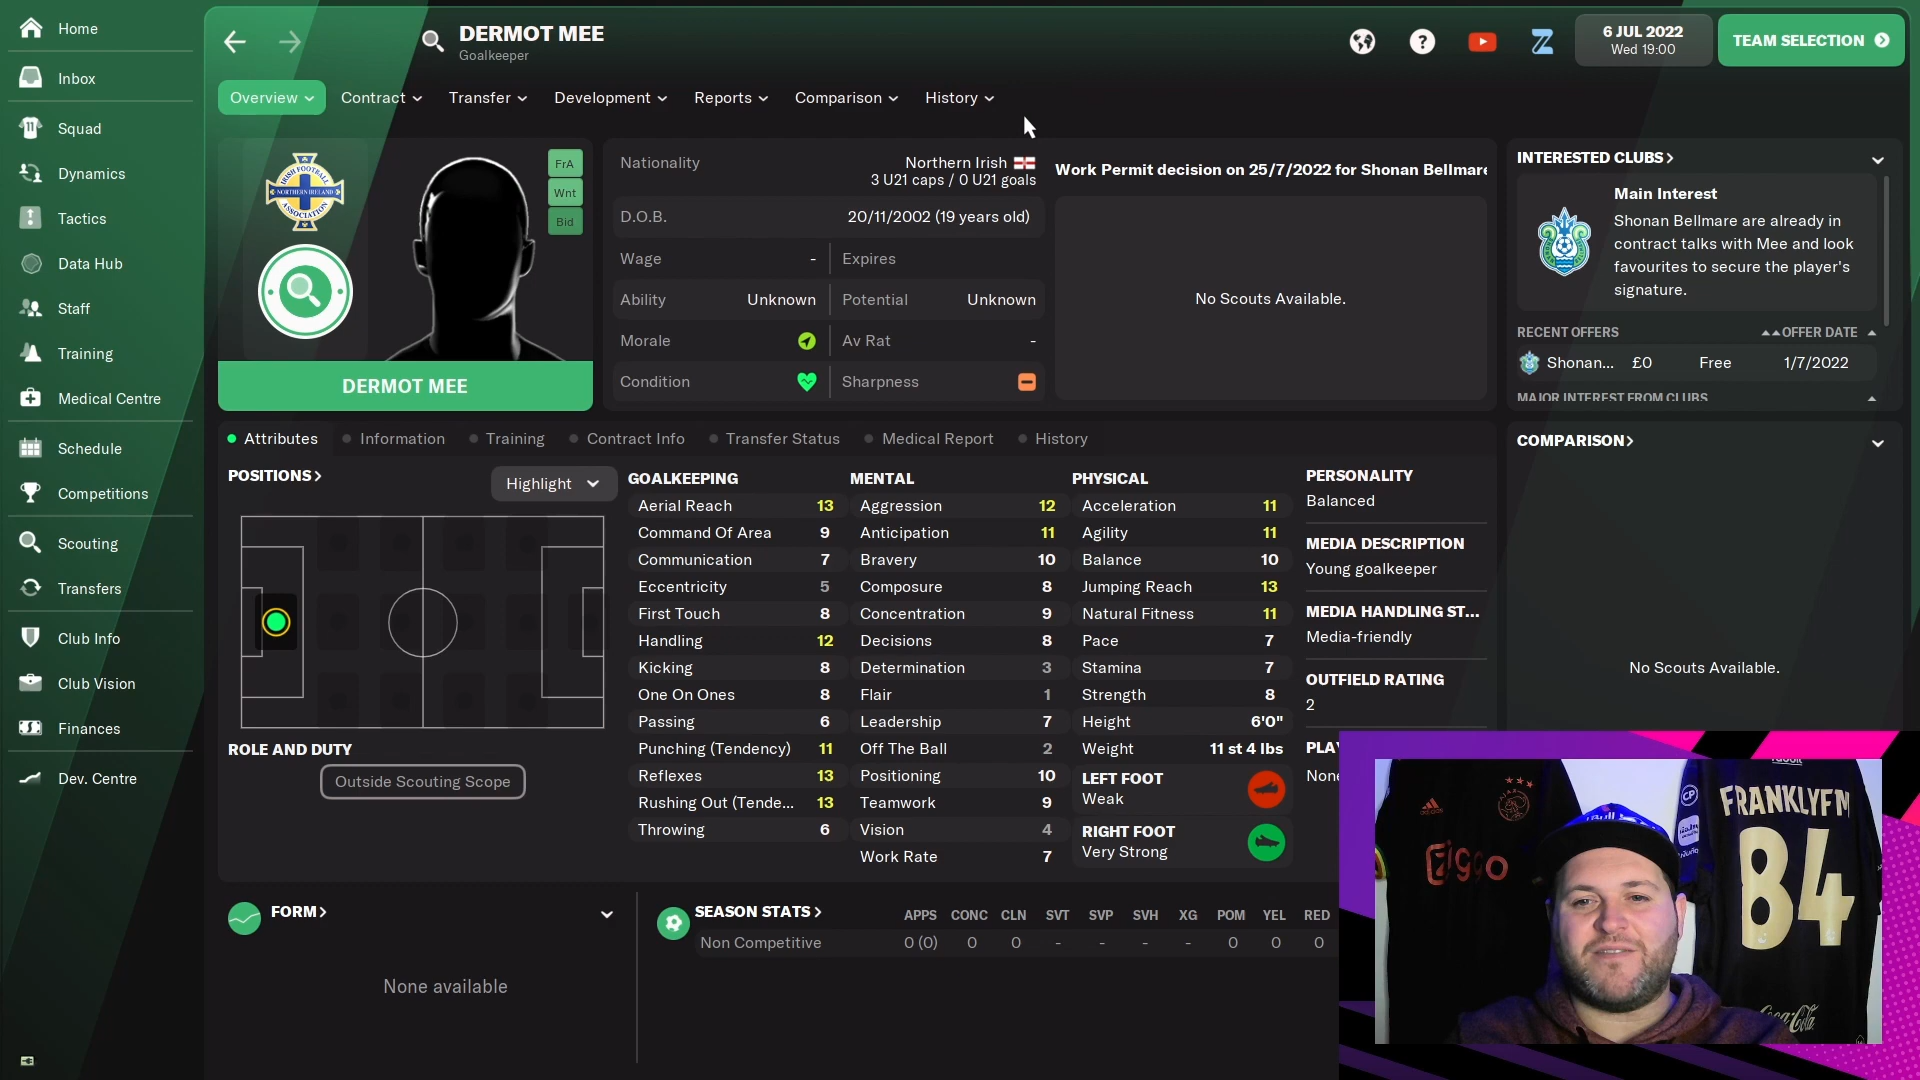 Home
Inbox
Squad
Dynamics
Tactics
Data Hub
Staff
Training
Medical Centre
Schedule
Competitions
Scouting
Transfers
Club Info
Club Vision
Finances
Dev. Centre
DERMOT MEE
Goalkeeper
6 JUL 2022
Wed 19:00
TEAM SELECTION
Overview
Contract
Transfer
Development
Reports
Comparison
History
IRISH FOOTBALL
NORTHERN IRELAND
ASSOCIATION
FrA
Wnt
Bid
DERMOT MEE
Nationality
Northern Irish
3 U21 caps / 0 U21 goals
D.O.B.
20/11/2002 (19 years old)
Wage - Expires
Ability Unknown Potential Unknown
Morale Av Rat -
Condition Sharpness
Work Permit decision on 25/7/2022 for Shonan Bellmare
No Scouts Available.
INTERESTED CLUBS
Main Interest
Shonan Bellmare are already in
contract talks with Mee and look
favourites to secure the player's
signature.
RECENT OFFERS OFFER DATE
Shonan... £0 Free 1/7/2022
MAJOR INTEREST FROM CLUBS
Attributes
Information
Training
Contract Info
Transfer Status
Medical Report
History
POSITIONS
Highlight
ROLE AND DUTY
Outside Scouting Scope
GOALKEEPING
Aerial Reach 13
Command Of Area 9
Communication 7
Eccentricity 5
First Touch 8
Handling 12
Kicking 8
One On Ones 8
Passing 6
Punching (Tendency) 11
Reflexes 13
Rushing Out (Tende... 13
Throwing 6
MENTAL
Aggression 12
Anticipation 11
Bravery 10
Composure 8
Concentration 9
Decisions 8
Determination 3
Flair 1
Leadership 7
Off The Ball 2
Positioning 10
Teamwork 9
Vision 4
Work Rate 7
PHYSICAL
Acceleration 11
Agility 11
Balance 10
Jumping Reach 13
Natural Fitness 11
Pace 7
Stamina 7
Strength 8
Height 6'0"
Weight 11 st 4 lbs
LEFT FOOT
Weak
RIGHT FOOT
Very Strong
PERSONALITY
Balanced
MEDIA DESCRIPTION
Young goalkeeper
MEDIA HANDLING ST...
Media-friendly
OUTFIELD RATING
2
PLAY
None
COMPARISON
No Scouts Available.
FORM
None available
SEASON STATS APPS CONC CLN SVT SVP SVH XG POM YEL RED
Non Competitive 0 (0) 0 0 - - - - 0 0 0
adidas
Ziggo
CP
FRANKLYFM
84
Coca-Cola